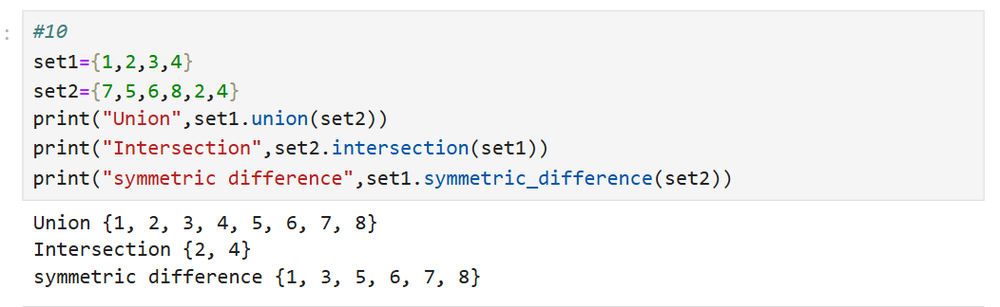 :
#10
set1={1,2,3,4}
set2={7,5,6,8,2,4}
print("Union",set1.union(set2))
print("Intersection",set2.intersection(set1))
print("symmetric difference",set1.symmetric_difference(set2))
Union {1, 2, 3, 4, 5, 6, 7, 8}
Intersection {2, 4}
symmetric difference {1, 3, 5, 6, 7, 8}